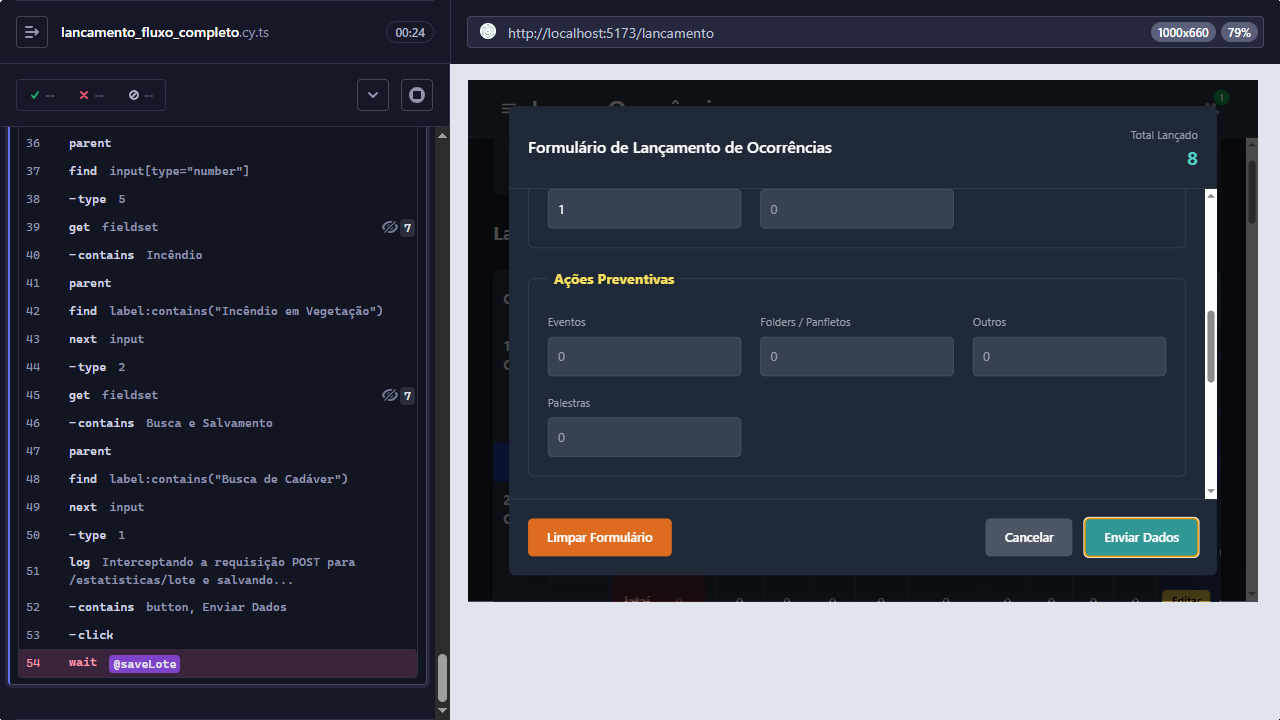 lancamento_fluxo_completo.cy.ts
00:24
--
--
--
36 parent
37 find input[type="number"]
38 -type 5
39 get fieldset 7
40 -contains Incêndio
41 parent
42 find label:contains("Incêndio em Vegetação")
43 next input
44 -type 2
45 get fieldset 7
46 -contains Busca e Salvamento
47 parent
48 find label:contains("Busca de Cadáver")
49 next input
50 -type 1
51 log Interceptando a requisição POST para
/estatisticas/lote e salvando...
52 -contains button, Enviar Dados
53 -click
54 wait @saveLote
http://localhost:5173/lancamento
1000x660
79%
1
Formulário de Lançamento de Ocorrências
Total Lançado
8
1
0
Ações Preventivas
Eventos
Folders / Panfletos
Outros
0
0
0
Palestras
0
Limpar Formulário
Cancelar
Enviar Dados
Jataí
Editar